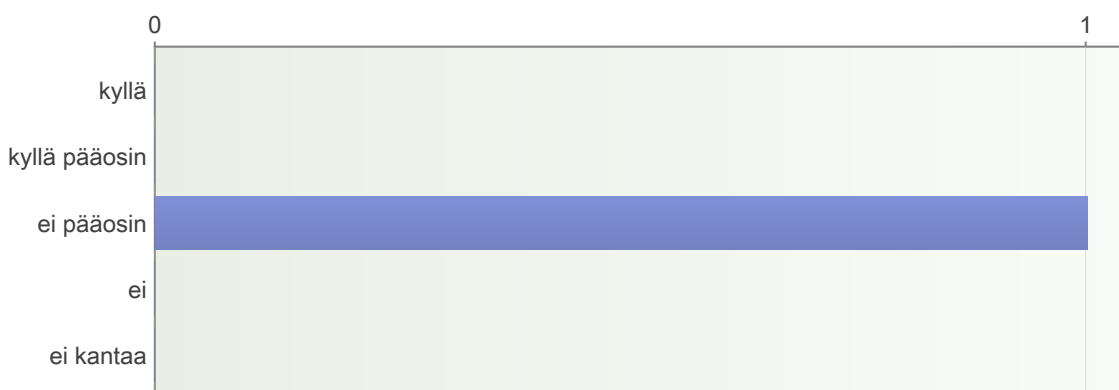 0 1
kyllä
kyllä pääosin
ei pääosin
ei
ei kantaa